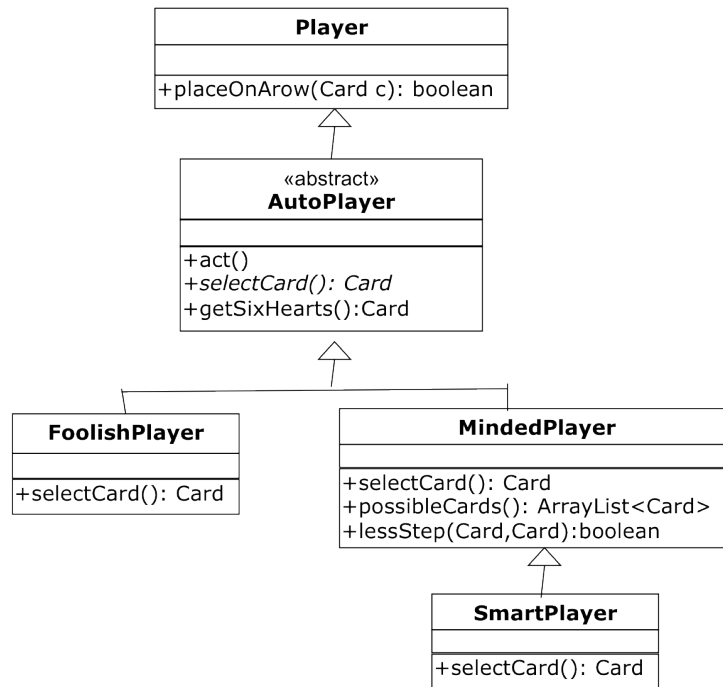 Player
+placeOnArow(Card c): boolean
«abstract»
AutoPlayer
+act()
+selectCard(): Card
+getSixHearts():Card
FoolishPlayer
+selectCard(): Card
MindedPlayer
+selectCard(): Card
+possibleCards(): ArrayList<Card>
+lessStep(Card,Card):boolean
SmartPlayer
+selectCard(): Card